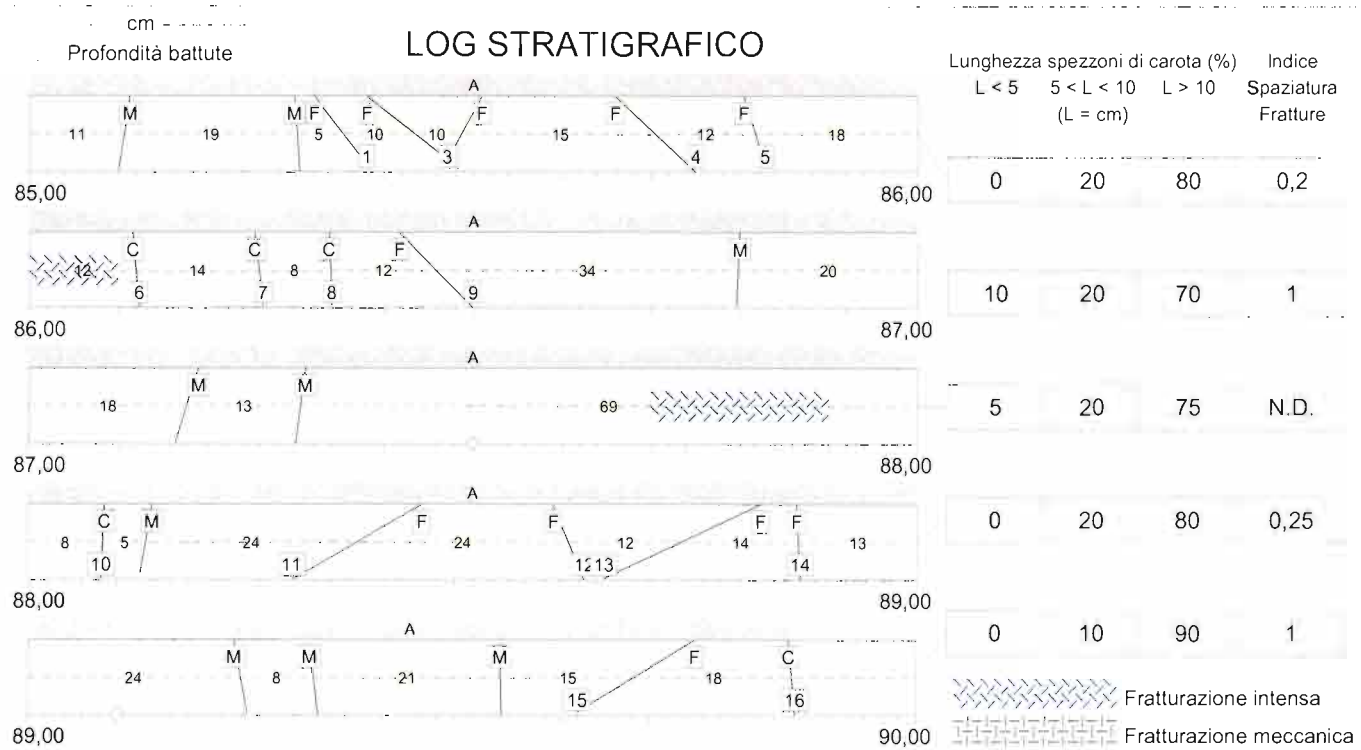 cm
Profondità battute
LOG STRATIGRAFICO
Lunghezza spezzoni di carota (%) Indice
L < 5 5 < L < 10 L > 10 Spaziatura
(L = cm) Fratture
A
M M F F F F F
11 19 5 10 10 15 12 18
1 3 4 5
85,00 86,00
0 20 80 0,2
A
C C C F M
12 14 8 12 34 20
6 7 8 9
86,00 87,00
10 20 70 1
A
M M
18 13 69
87,00 88,00
5 20 75 N.D.
A
C M F F F F
8 5 24 24 12 14 13
10 11 12 13 14
88,00 89,00
0 20 80 0,25
A
M M M F C
24 8 21 15 18
15 16
89,00 90,00
0 10 90 1
Fratturazione intensa
Fratturazione meccanica